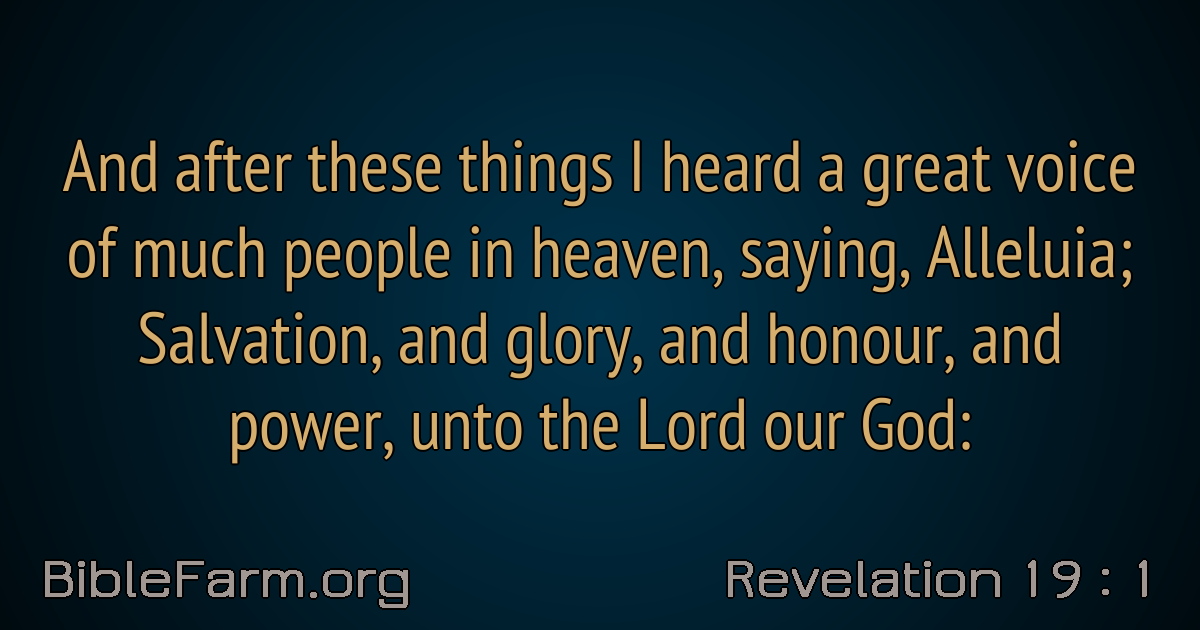 And after these things I heard a great voice
of much people in heaven, saying, Alleluia;
Salvation, and glory, and honour, and
power, unto the Lord our God:
BibleFarm.org
Revelation 19 : 1